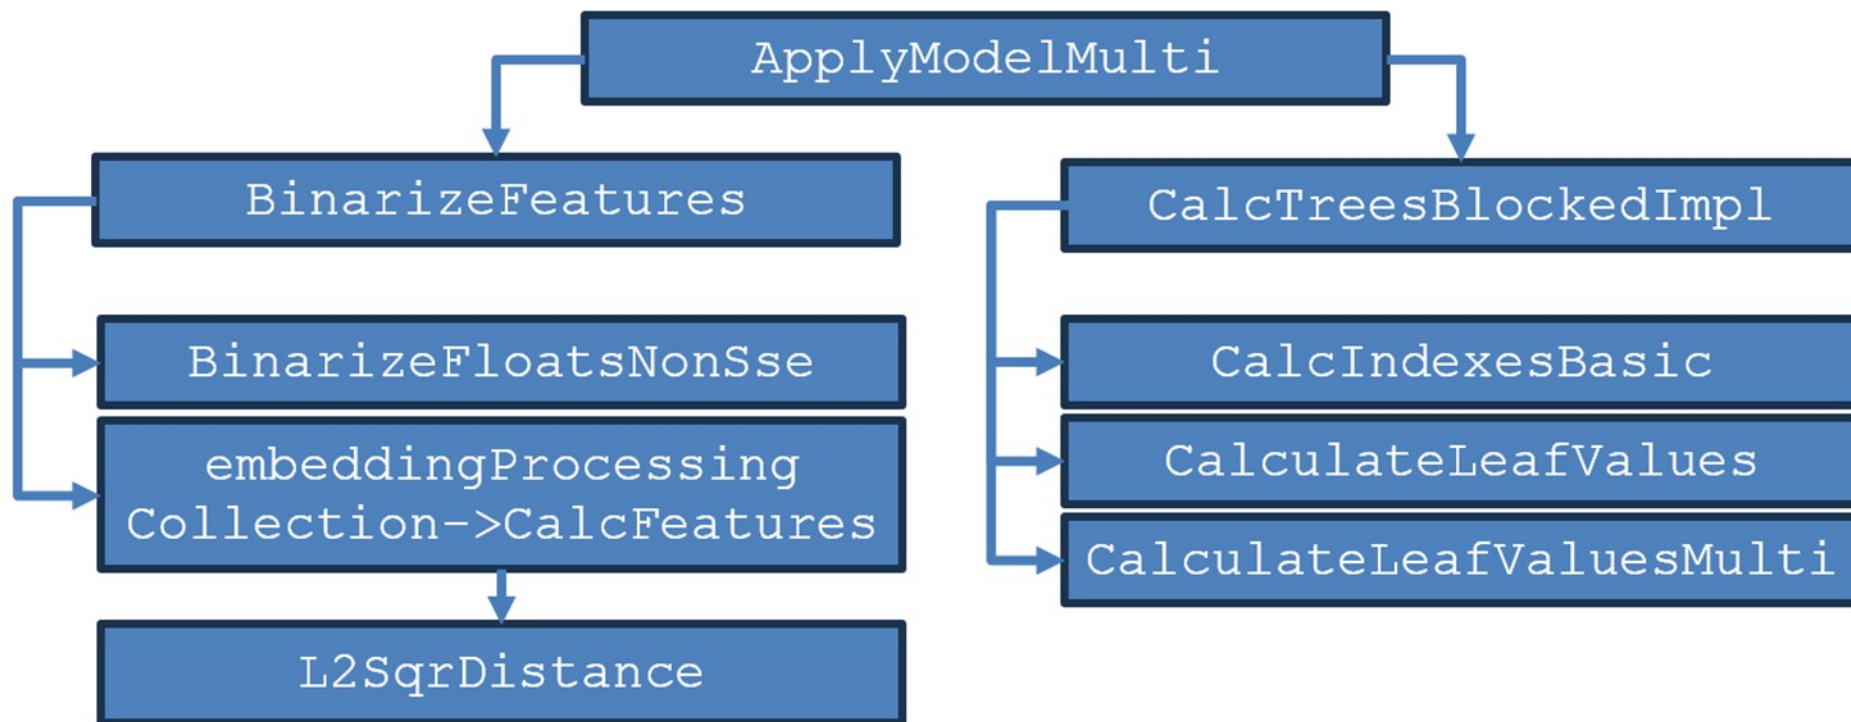 ApplyModelMulti
BinarizeFeatures
CalcTreesBlockedImpl
BinarizeFloatsNonSse
CalcIndexesBasic
embeddingProcessing
Collection->CalcFeatures
CalculateLeafValues
CalculateLeafValuesMulti
L2SqrDistance